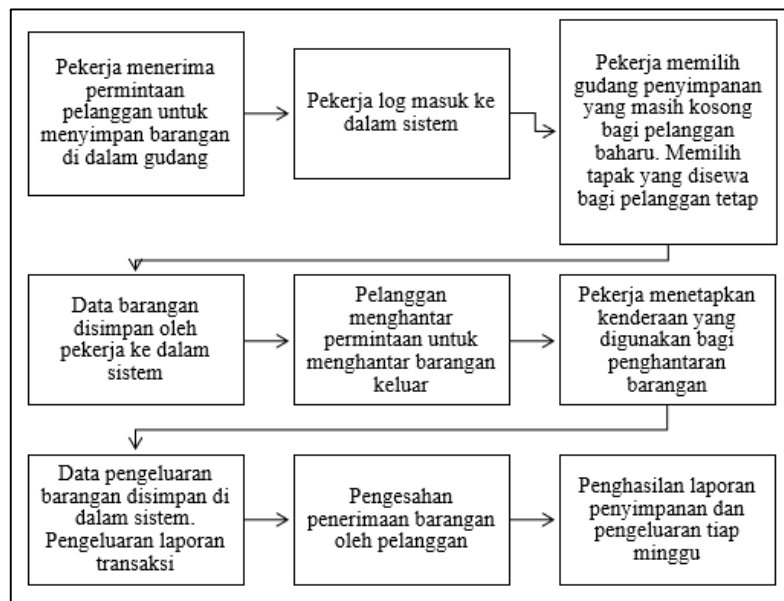 Pekerja menerima
permintaan
pelanggan untuk
menyimpan barangan
di dalam gudang
Pekerja log masuk ke
dalam sistem
Pekerja memilih
gudang penyimpanan
yang masih kosong
bagi pelanggan
baharu. Memilih
tapak yang disewa
bagi pelanggan tetap
Data barangan
disimpan oleh
pekerja ke dalam
sistem
Pelanggan
menghantar
permintaan untuk
menghantar barangan
keluar
Pekerja menetapkan
kenderaan yang
digunakan bagi
penghantaran
barangan
Data pengeluaran
barangan disimpan di
dalam sistem.
Pengeluaran laporan
transaksi
Pengesahan
penerimaan barangan
oleh pelanggan
Penghasilan laporan
penyimpanan dan
pengeluaran tiap
minggu